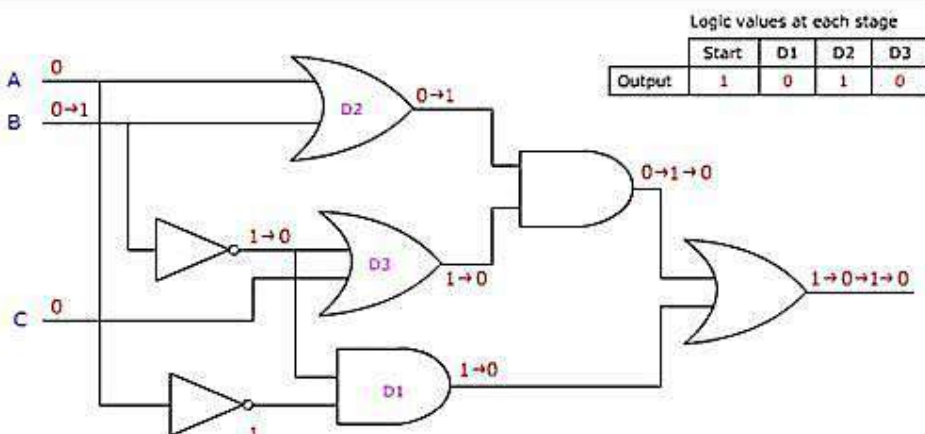 Logic values at each stage
Start D1 D2 D3
Output 1 0 1 0
A 0
B 0→1
D2
0→1
0→1→0
1→0
D3
1→0
1→0→1→0
C 0
D1
1→0
1